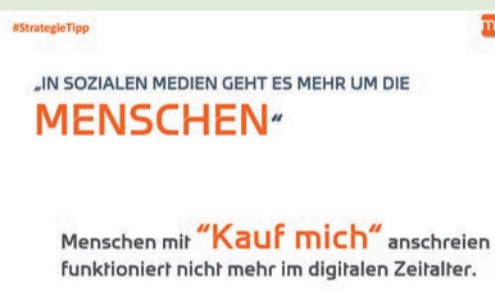 #StrategieTipp
„IN SOZIALEN MEDIEN GEHT ES MEHR UM DIE
MENSCHEN“
Menschen mit “Kauf mich“ anschreien
funktioniert nicht mehr im digitalen Zeitalter.